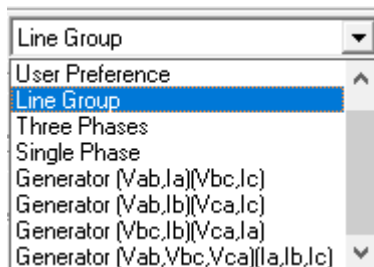 Line Group
User Preference
Line Group
Three Phases
Single Phase
Generator (Vab,Ia)(Vbc,Ic)
Generator (Vab,Ib)(Vca,Ic)
Generator (Vbc,Ib)(Vca,Ia)
Generator (Vab,Vbc,Vca)(Ia,Ib,Ic)